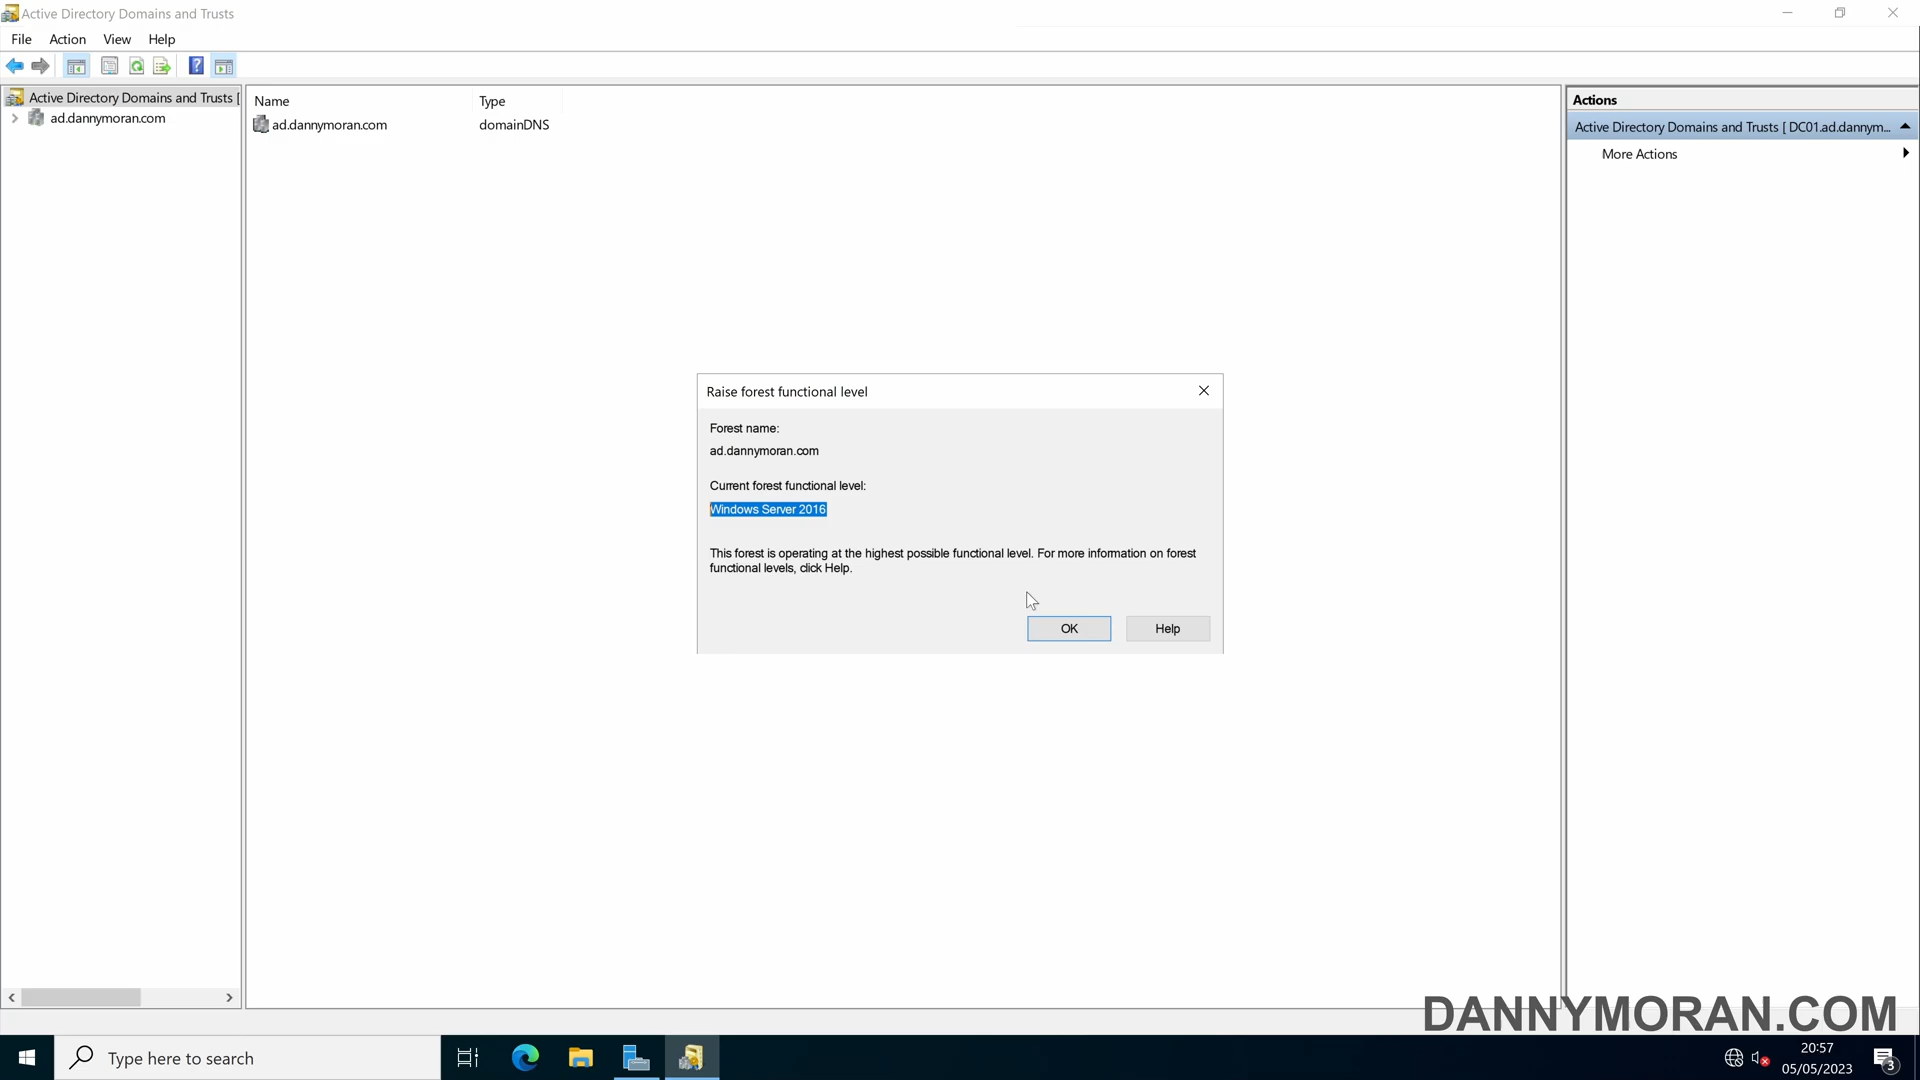 Active Directory Domains and Trusts
File Action View Help
Active Directory Domains and Trusts [
ad.dannymoran.com
Name Type
ad.dannymoran.com domainDNS
Actions
Active Directory Domains and Trusts [ DC01.ad.dannym...
More Actions
Raise forest functional level
Forest name:
ad.dannymoran.com
Current forest functional level:
Windows Server 2016
This forest is operating at the highest possible functional level. For more information on forest
functional levels, click Help.
OK Help
DANNYMORAN.COM
Type here to search
20:57
05/05/2023
3